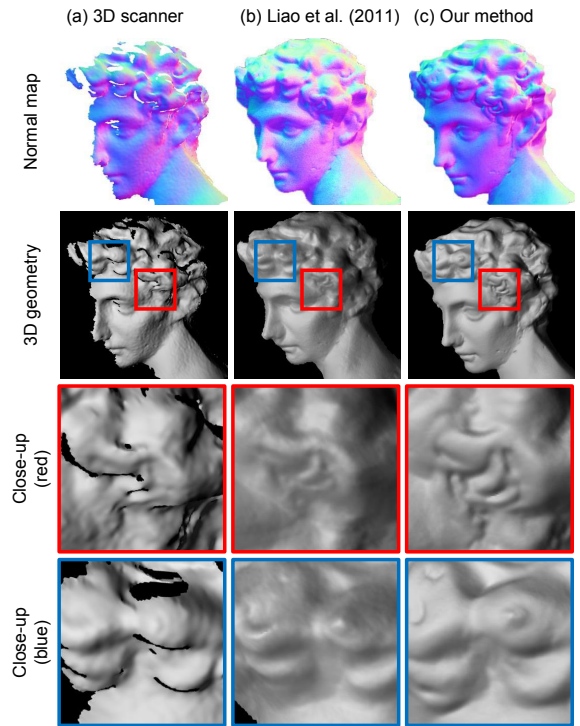 (a) 3D scanner
(b) Liao et al. (2011)
(c) Our method
Normal map
3D geometry
Close-up
(red)
Close-up
(blue)